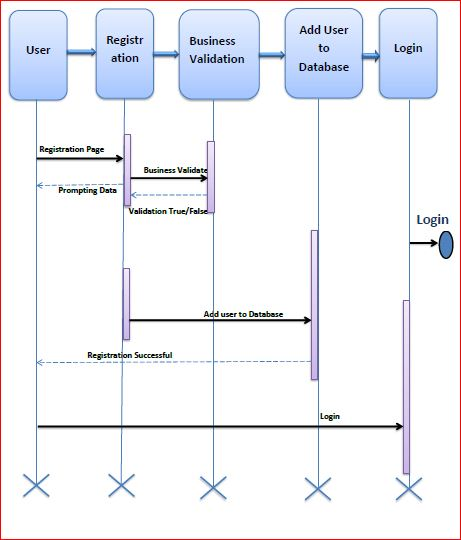 User
Registr
ation
Business
Validation
Add User
to
Database
Login
Registration Page
Business Validate
Prompting Data
Validation True/False
Login
Add user to Database
Registration Successful
Login